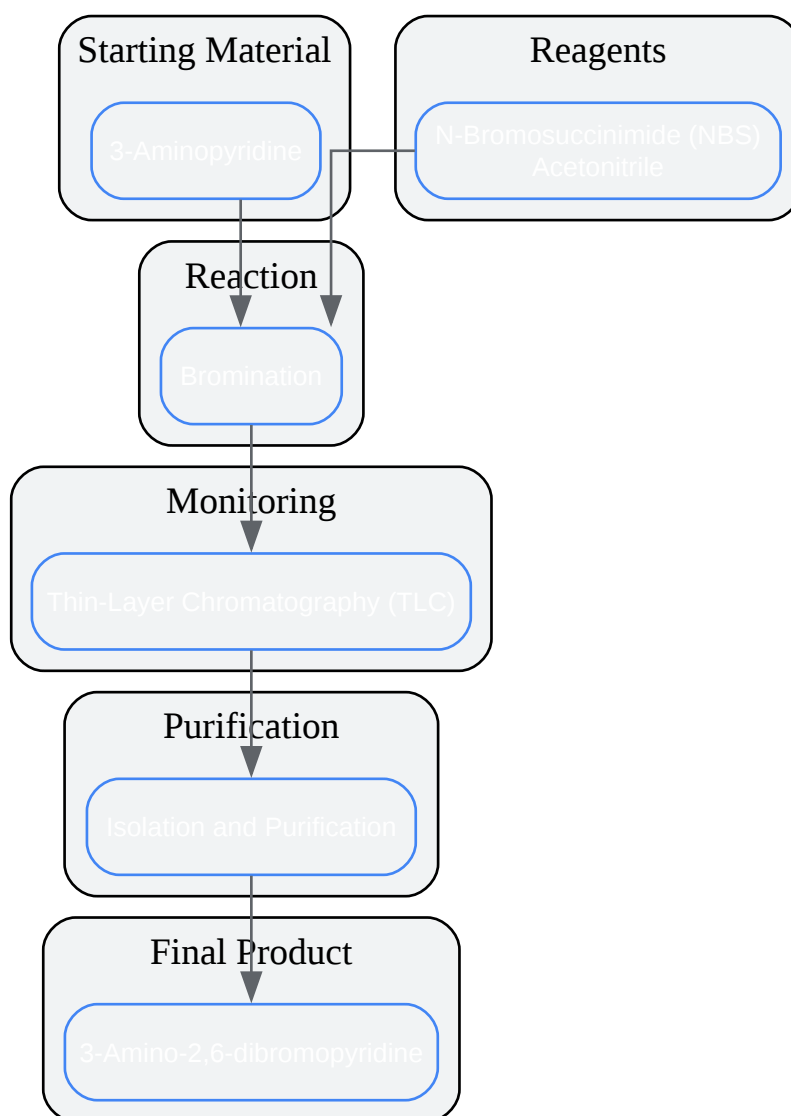 Starting Material
Reagents
3-Aminopyridine
N-Bromosuccinimide (NBS)
Acetonitrile
Reaction
Bromination
Monitoring
Thin-Layer Chromatography (TLC)
Purification
Isolation and Purification
Final Product
3-Amino-2,6-dibromopyridine